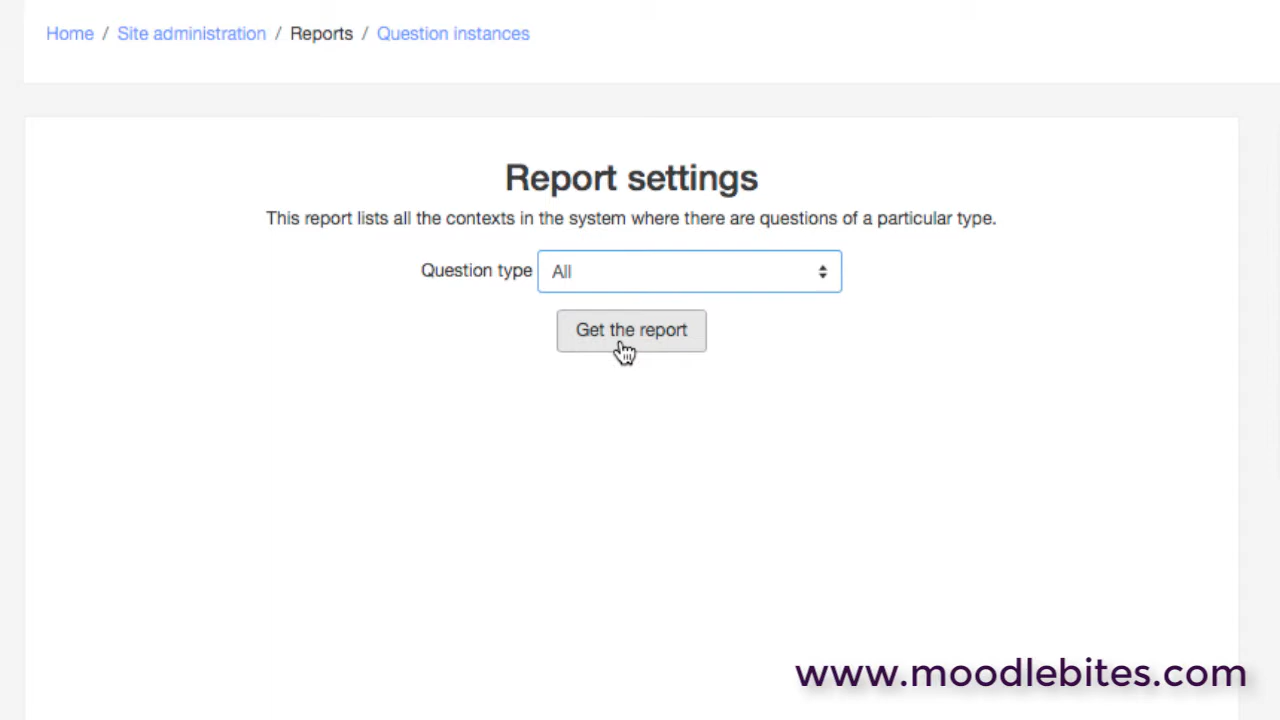 Home / Site administration / Reports / Question instances
Report settings
This report lists all the contexts in the system where there are questions of a particular type.
Question type All
Get the report
www.moodlebites.com